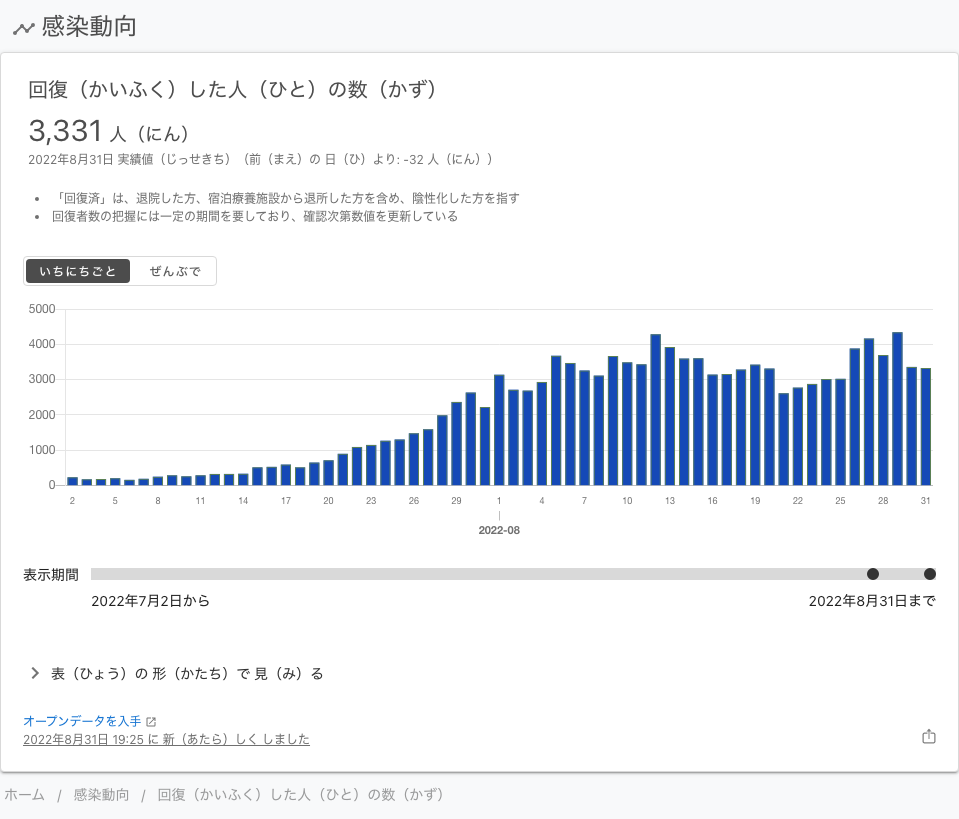 感染動向
回復（かいふく）した人（ひと）の数（かず）
3,331 人（にん）
2022年8月31日 実績値（じっせきち）（前（まえ）の 日（ひ）より: -32 人（にん））
• 「回復済」は、退院した方、宿泊療養施設から退所した方を含め、陰性化した方を指す
• 回復者数の把握には一定の期間を要しており、確認次第数値を更新している
いちにちごと ぜんぶで
5000
4000
3000
2000
1000
0
2 5 8 11 14 17 20 23 26 29 1 4 7 10 13 16 19 22 25 28 31
2022-08
表示期間
2022年7月2日から 2022年8月31日まで
表（ひょう）の 形（かたち）で 見（み）る
オープンデータを入手
2022年8月31日 19:25 に 新（あたら）しく しました
ホーム / 感染動向 / 回復（かいふく）した人（ひと）の数（かず）